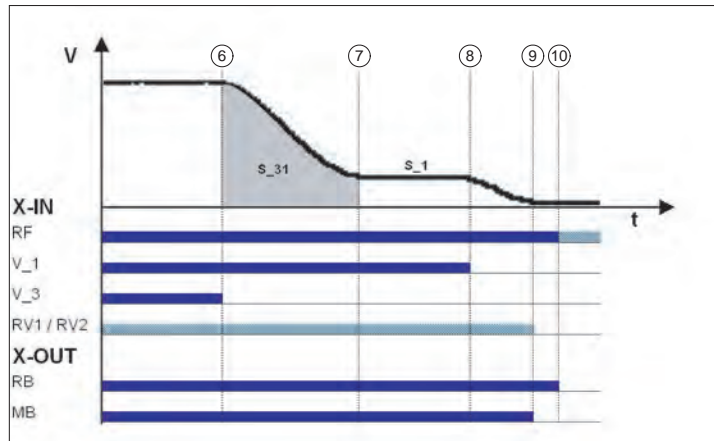 ⑥ ⑦ ⑧ ⑨ ⑩
V
S_31 S_1
X-IN t
RF
V_1
V_3
RV1 / RV2
X-OUT
RB
MB